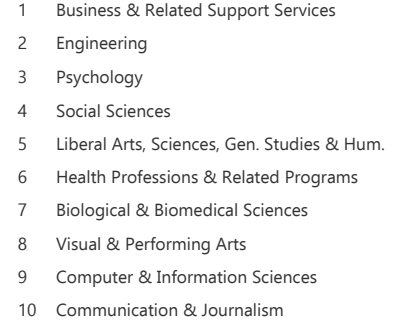 1 Business & Related Support Services
2 Engineering
3 Psychology
4 Social Sciences
5 Liberal Arts, Sciences, Gen. Studies & Hum.
6 Health Professions & Related Programs
7 Biological & Biomedical Sciences
8 Visual & Performing Arts
9 Computer & Information Sciences
10 Communication & Journalism